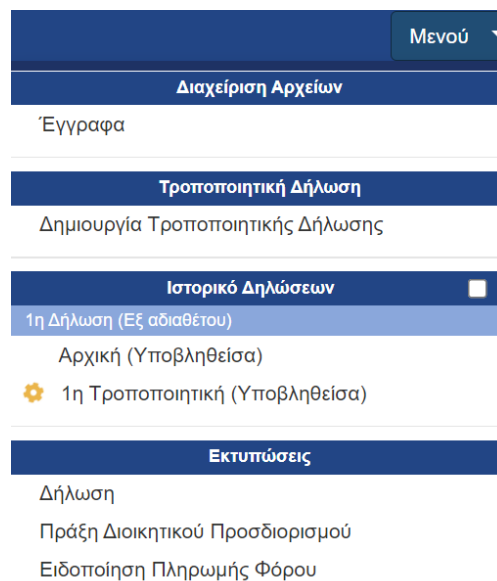 Μενού
Διαχείριση Αρχείων
Έγγραφα
Τροποποιητική Δήλωση
Δημιουργία Τροποποιητικής Δήλωσης
Ιστορικό Δηλώσεων
1η Δήλωση (Εξ αδιαθέτου)
Αρχική (Υποβληθείσα)
1η Τροποποιητική (Υποβληθείσα)
Εκτυπώσεις
Δήλωση
Πράξη Διοικητικού Προσδιορισμού
Ειδοποίηση Πληρωμής Φόρου